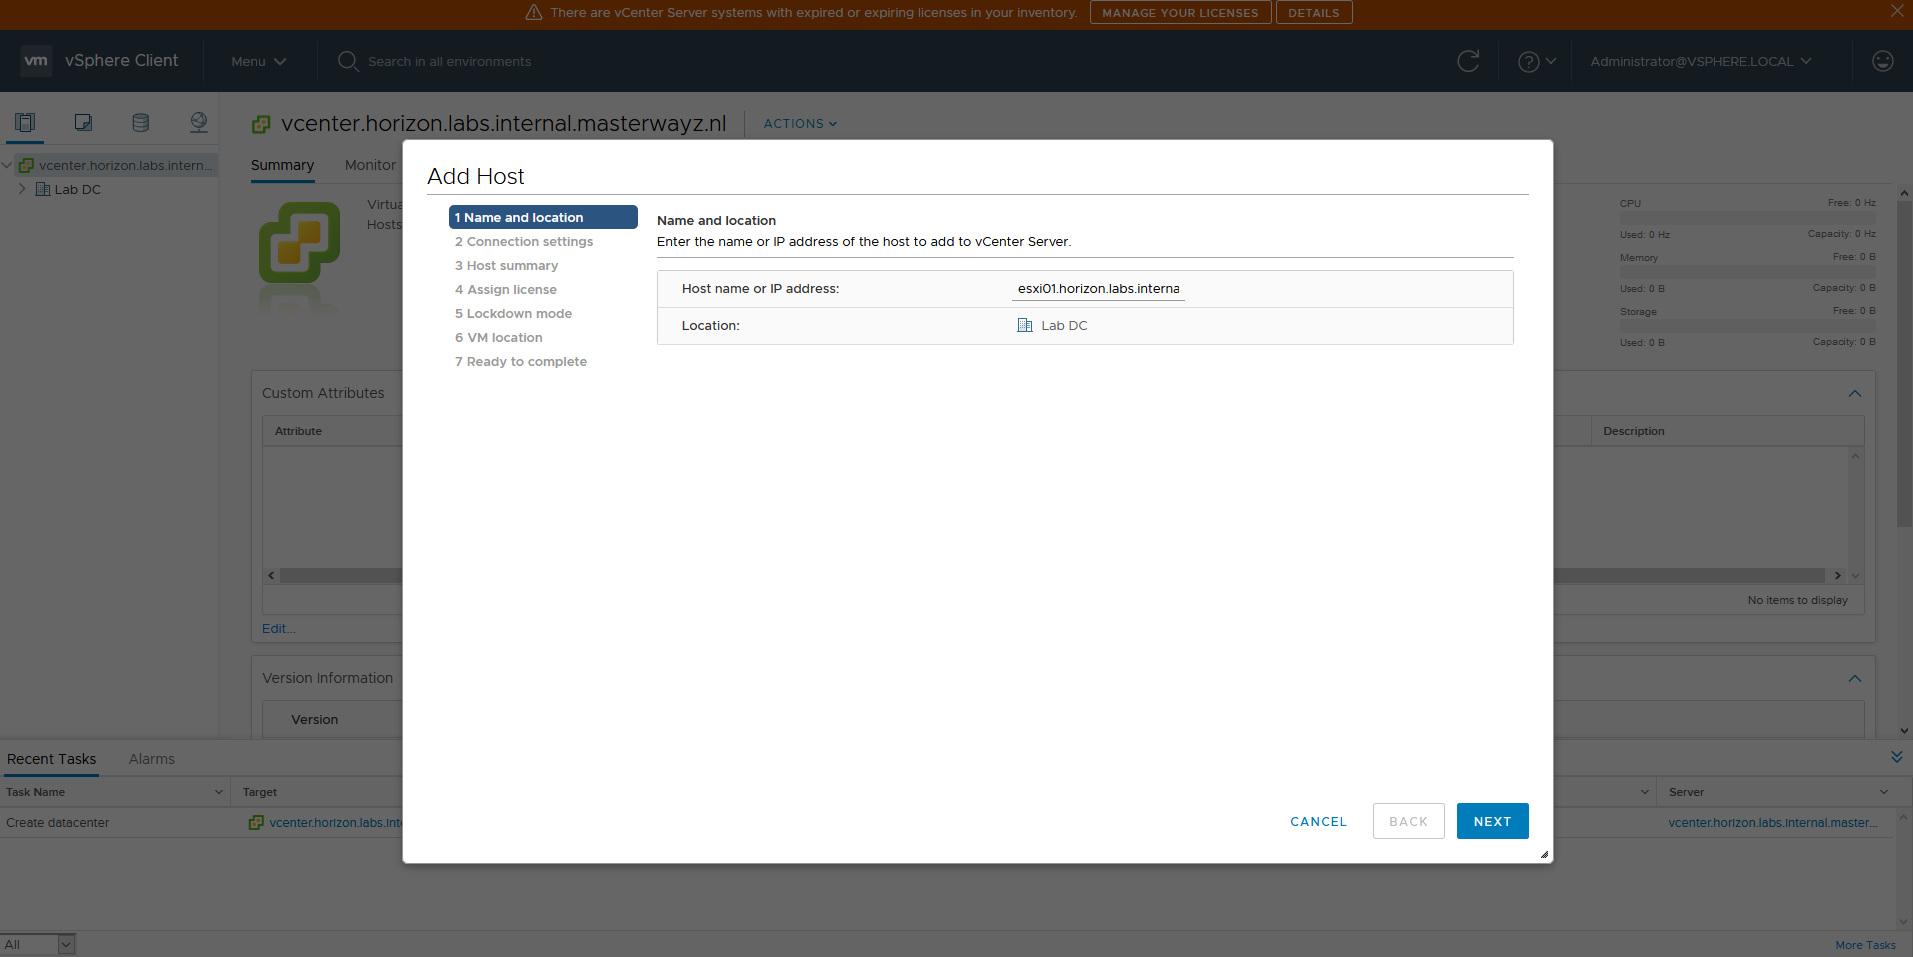 There are vCenter Server systems with expired or expiring licenses in your inventory. MANAGE YOUR LICENSES DETAILS
vm vSphere Client Menu Search in all environments Administrator@VSPHERE.LOCAL
vcenter.horizon.labs.internal.masterwayz.nl ACTIONS
vcenter.horizon.labs.intern...
Lab DC
Summary Monitor
Virtua
Hosts
CPU Free: 0 Hz
Used: 0 Hz Capacity: 0 Hz
Memory Free: 0 B
Used: 0 B Capacity: 0 B
Storage Free: 0 B
Used: 0 B Capacity: 0 B
Custom Attributes
Attribute
Description
No items to display
Edit...
Version Information
Version
Add Host
1 Name and location
2 Connection settings
3 Host summary
4 Assign license
5 Lockdown mode
6 VM location
7 Ready to complete
Name and location
Enter the name or IP address of the host to add to vCenter Server.
Host name or IP address: esxi01.horizon.labs.interna
Location: Lab DC
CANCEL BACK NEXT
Recent Tasks Alarms
Task Name Target Server
Create datacenter vcenter.horizon.labs.int vcenter.horizon.labs.internal.master...
All More Tasks